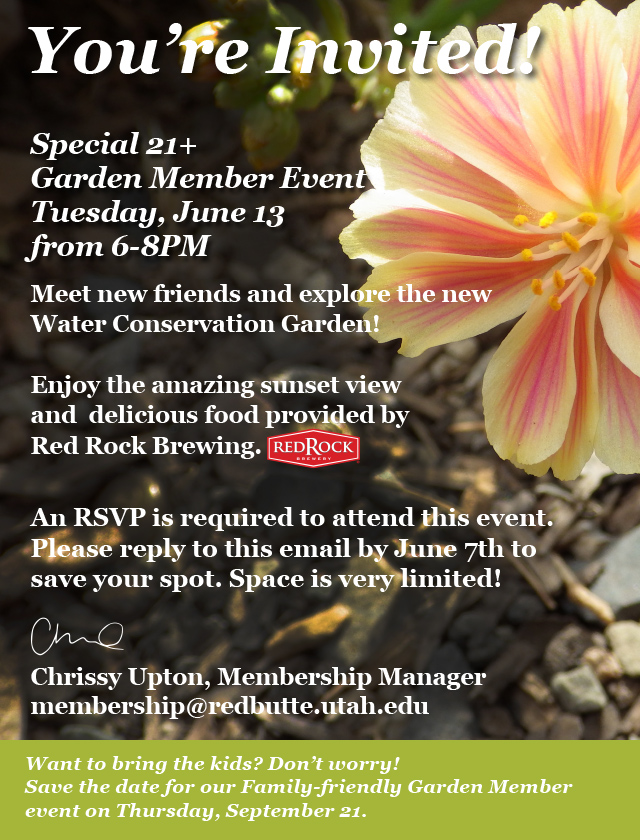 You're Invited!
Special 21+
Garden Member Event
Tuesday, June 13
from 6-8PM
Meet new friends and explore the new
Water Conservation Garden!
Enjoy the amazing sunset view
and delicious food provided by
Red Rock Brewing.
REDROCK
BREWERY
An RSVP is required to attend this event.
Please reply to this email by June 7th to
save your spot. Space is very limited!
Chrissy Upton, Membership Manager
membership@redbutte.utah.edu
Want to bring the kids? Don't worry!
Save the date for our Family-friendly Garden Member
event on Thursday, September 21.